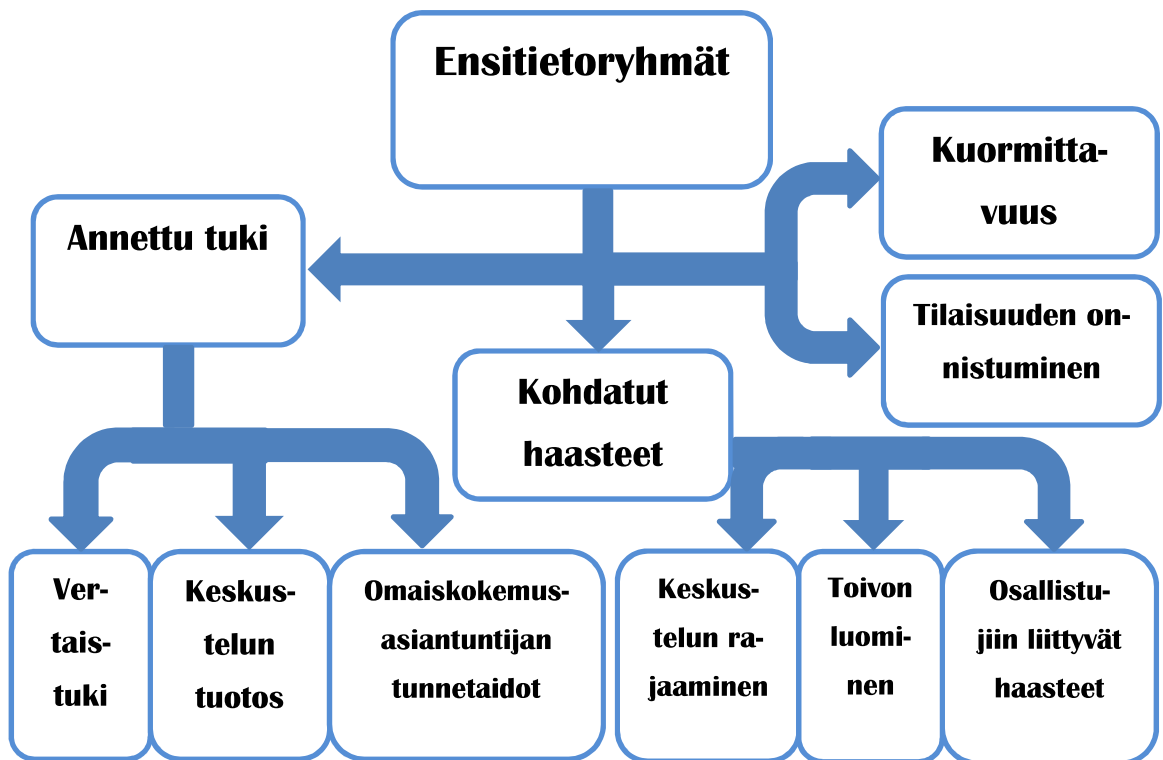 Ensitietoryhmät
Kuormitta-
vuus
Annettu tuki
Tilaisuuden on-
nistuminen
Kohdatut
haasteet
Ver-
tais-
tuki
Keskus-
telun
tuotos
Omaiskokemus-
asiantuntijan
tunnetaidot
Keskus-
telun ra-
jaaminen
Toivon
luomi-
nen
Osallistu-
jiin liittyvät
haasteet